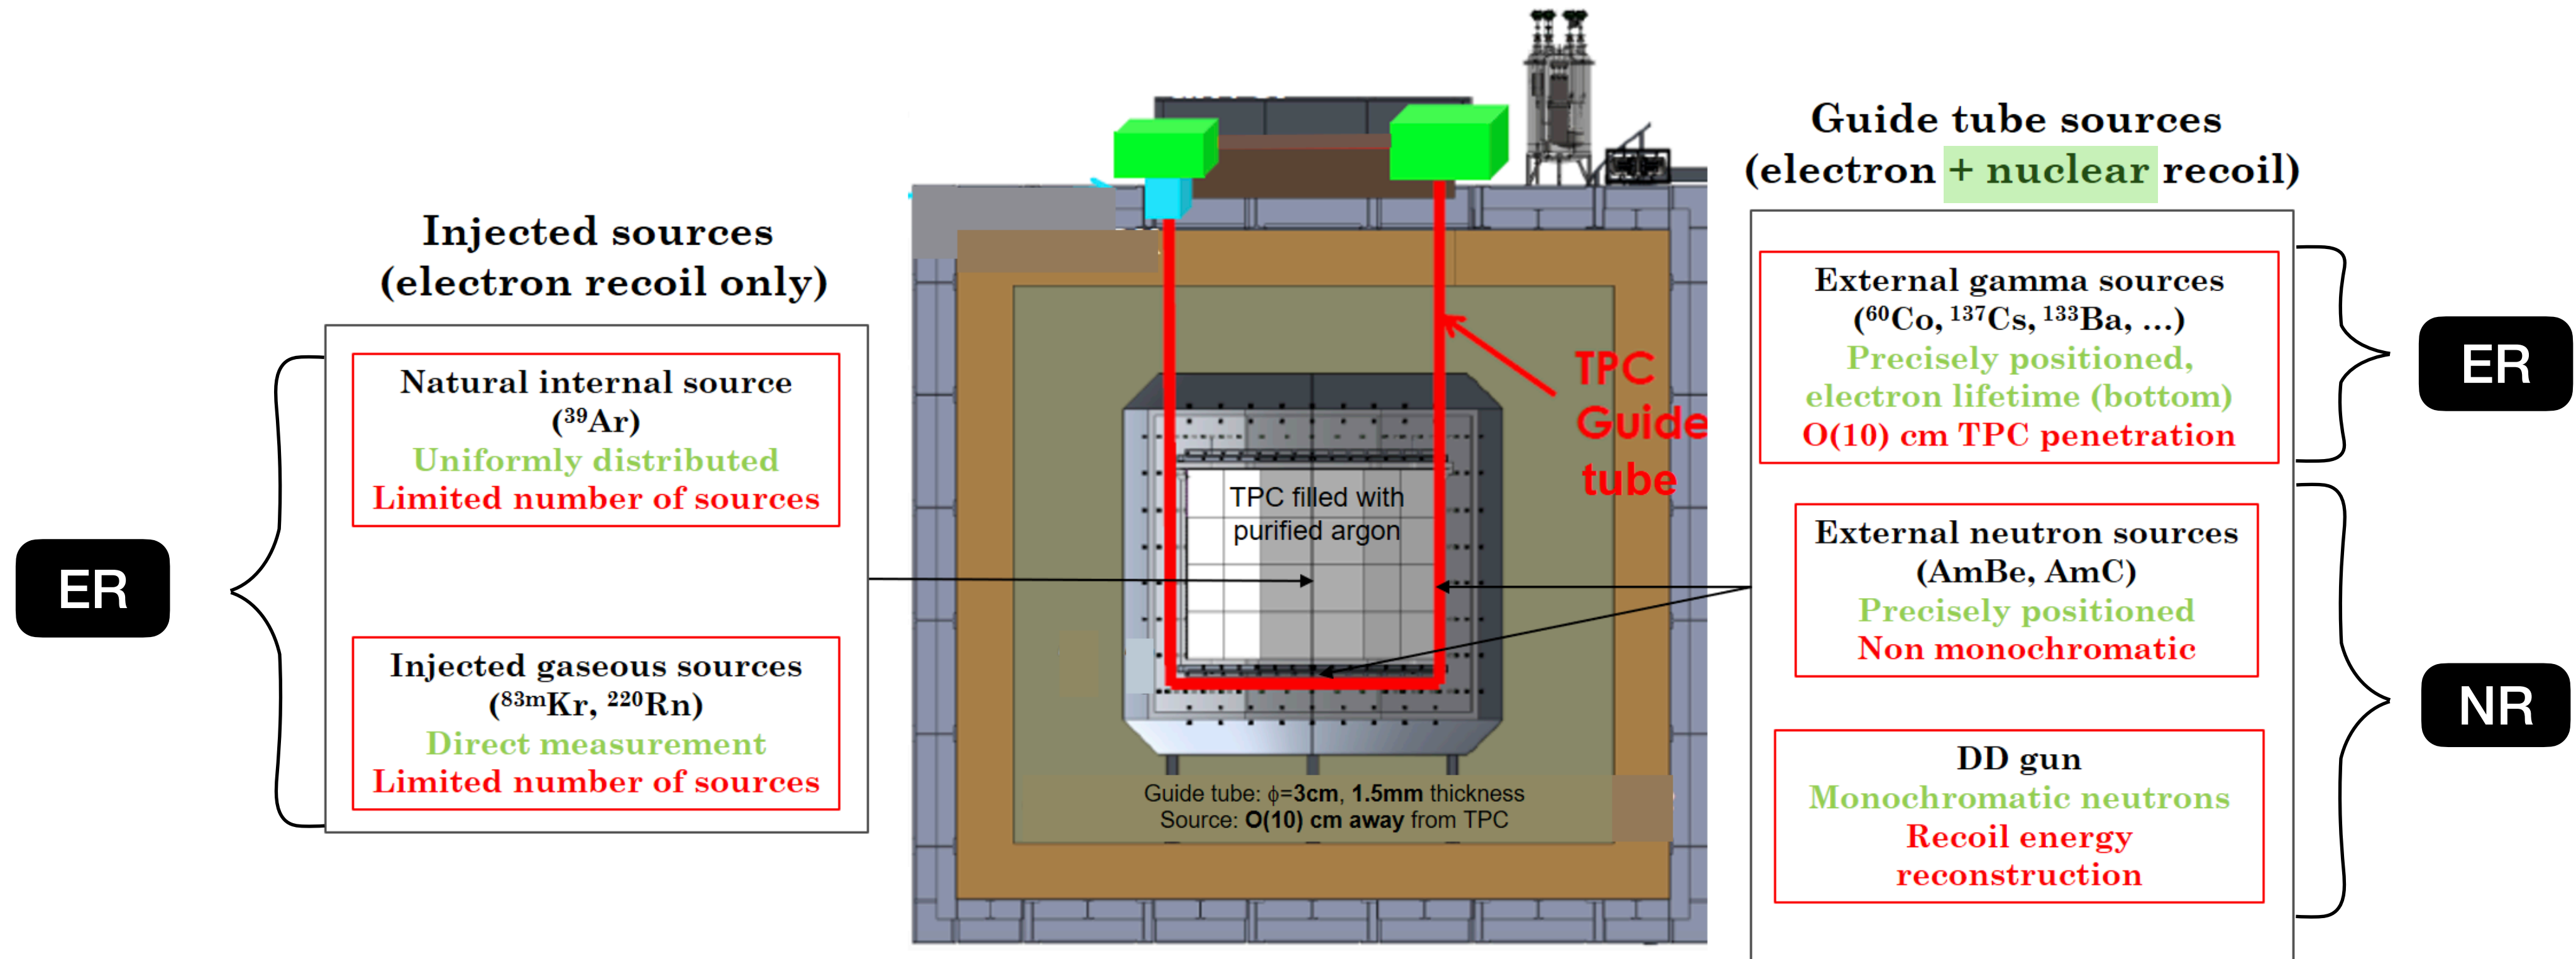 Injected sources
(electron recoil only)
ER
Natural internal source
(³⁹Ar)
Uniformly distributed
Limited number of sources
Injected gaseous sources
(⁸³ᵐKr, ²²⁰Rn)
Direct measurement
Limited number of sources
TPC
Guide
tube
TPC filled with
purified argon
Guide tube: ϕ=3cm, 1.5mm thickness
Source: O(10) cm away from TPC
Guide tube sources
(electron + nuclear recoil)
External gamma sources
(⁶⁰Co, ¹³⁷Cs, ¹³³Ba, ...)
Precisely positioned,
electron lifetime (bottom)
O(10) cm TPC penetration
ER
External neutron sources
(AmBe, AmC)
Precisely positioned
Non monochromatic
DD gun
Monochromatic neutrons
Recoil energy
reconstruction
NR